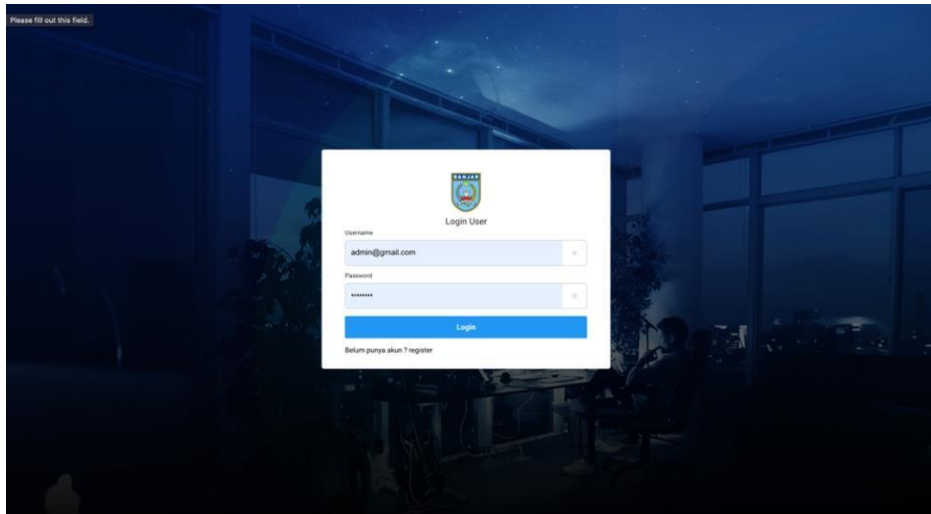 Please fill out this field.
BANJAR
Login User
Username
admin@gmail.com
Password
••••••••
Login
Belum punya akun ? register